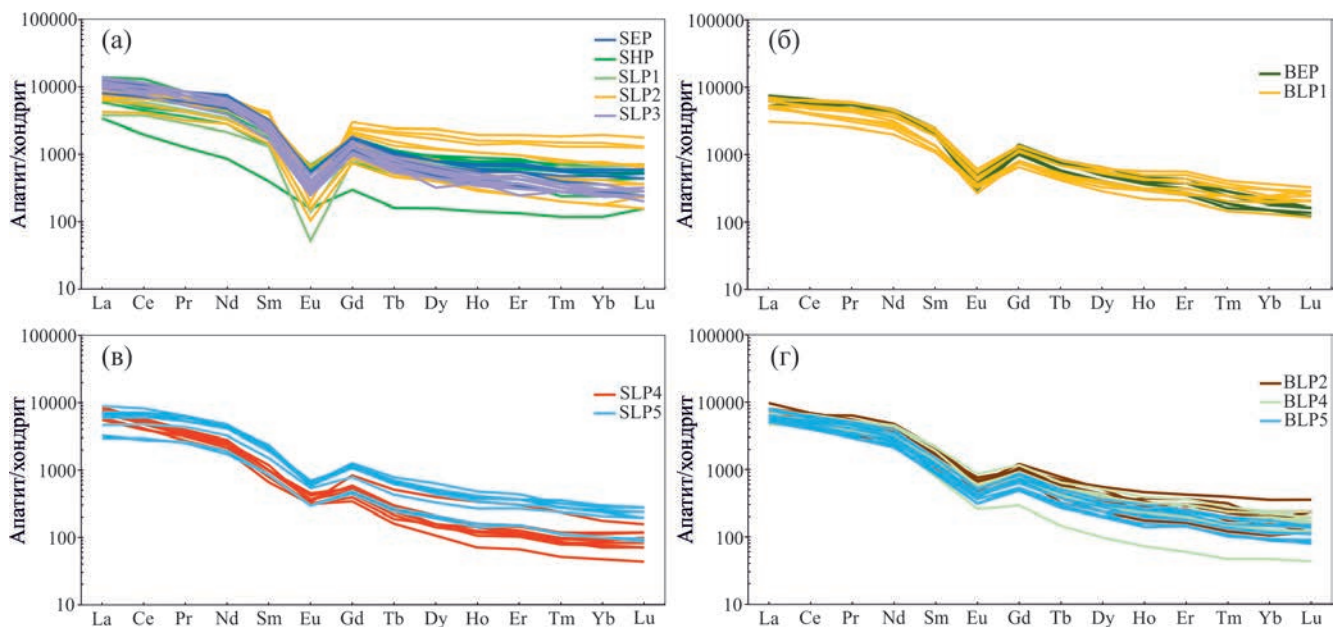 (а)
100000
10000
1000
100
10
Апатит/хондрит
SEP
SHP
SLP1
SLP2
SLP3
La Ce Pr Nd Sm Eu Gd Tb Dy Ho Er Tm Yb Lu
(б)
100000
10000
1000
100
10
Апатит/хондрит
BEP
BLP1
La Ce Pr Nd Sm Eu Gd Tb Dy Ho Er Tm Yb Lu
(в)
100000
10000
1000
100
10
Апатит/хондрит
SLP4
SLP5
La Ce Pr Nd Sm Eu Gd Tb Dy Ho Er Tm Yb Lu
(г)
100000
10000
1000
100
10
Апатит/хондрит
BLP2
BLP4
BLP5
La Ce Pr Nd Sm Eu Gd Tb Dy Ho Er Tm Yb Lu